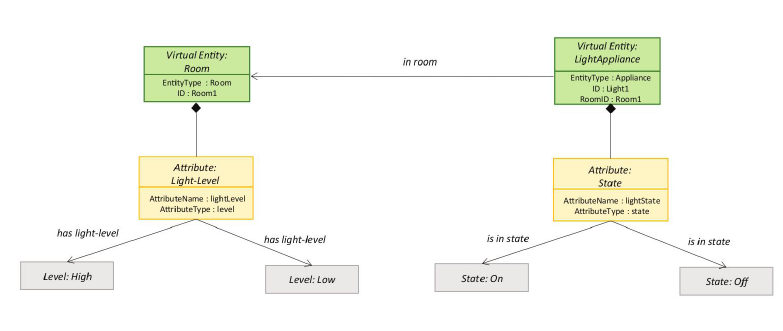 Virtual Entity:
Room
EntityType : Room
ID : Room1
in room
Virtual Entity:
LightAppliance
EntityType : Appliance
ID : Light1
RoomID : Room1
Attribute:
Light-Level
AttributeName : lightLevel
AttributeType : level
Attribute:
State
AttributeName : lightState
AttributeType : state
has light-level
has light-level
is in state
is in state
Level: High
Level: Low
State: On
State: Off